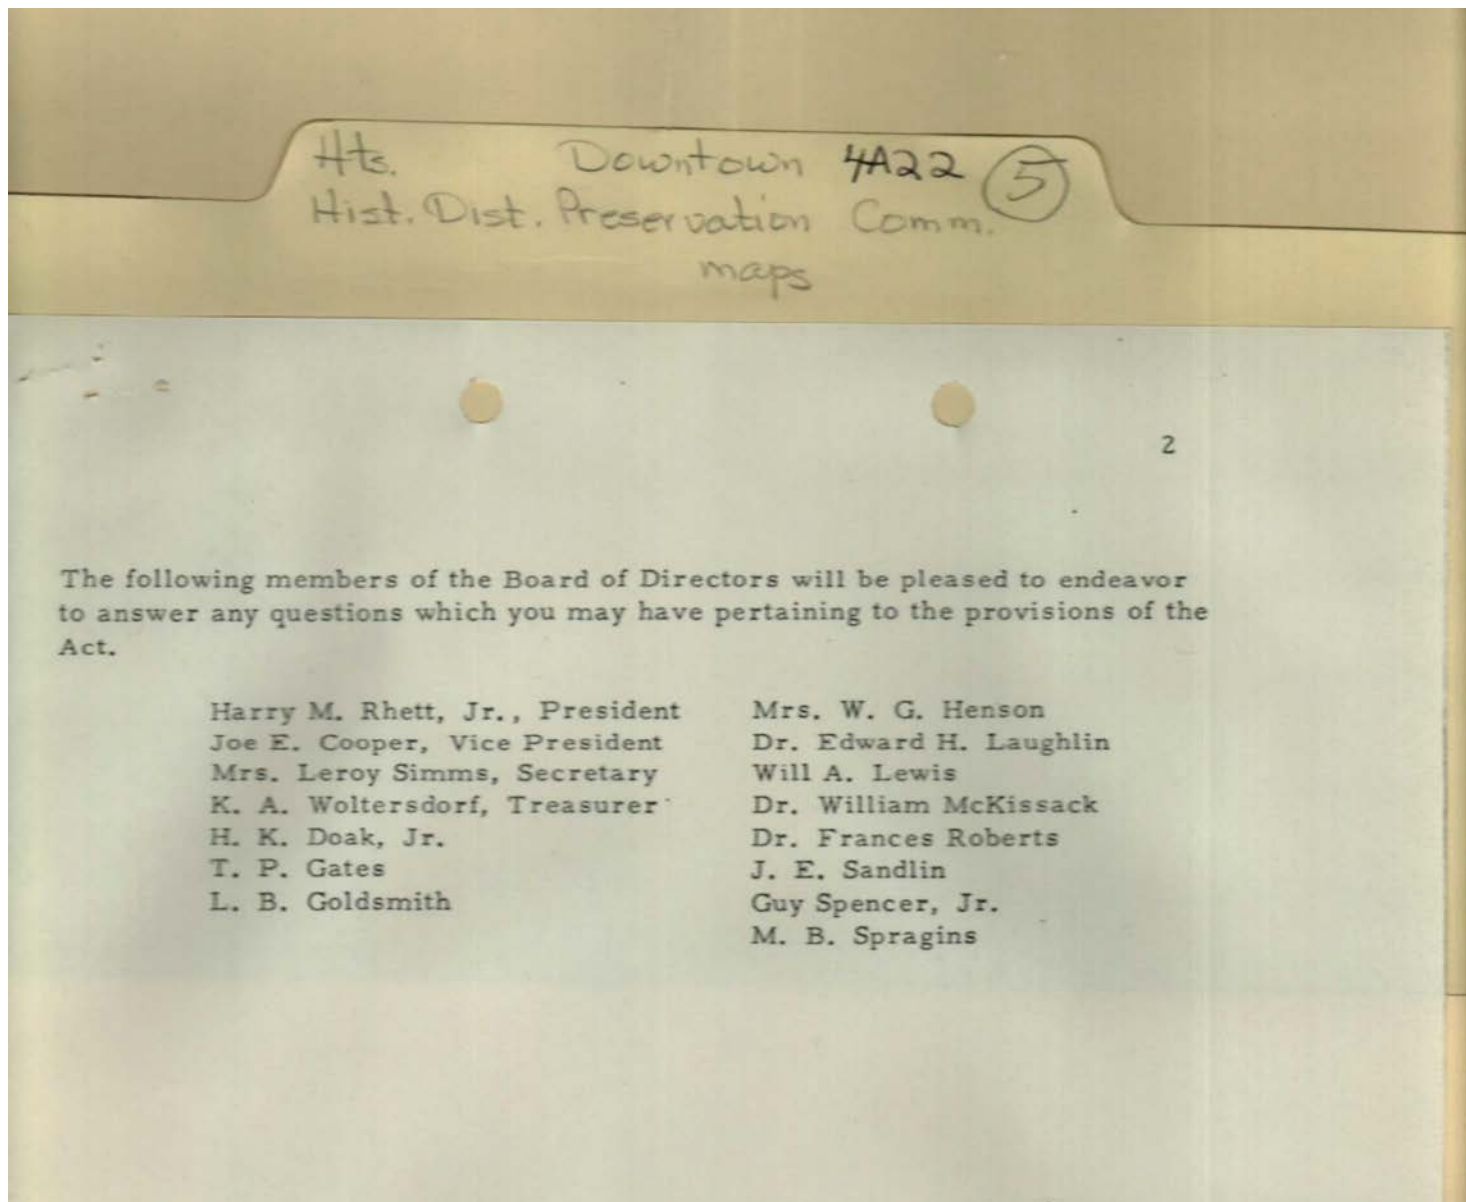 Hts. Downtown 4A22 5
Hist. Dist. Preservation Comm.
maps
2
The following members of the Board of Directors will be pleased to endeavor
to answer any questions which you may have pertaining to the provisions of the
Act.
Harry M. Rhett, Jr., President
Joe E. Cooper, Vice President
Mrs. Leroy Simms, Secretary
K. A. Woltersdorf, Treasurer
H. K. Doak, Jr.
T. P. Gates
L. B. Goldsmith
Mrs. W. G. Henson
Dr. Edward H. Laughlin
Will A. Lewis
Dr. William McKissack
Dr. Frances Roberts
J. E. Sandlin
Guy Spencer, Jr.
M. B. Spragins